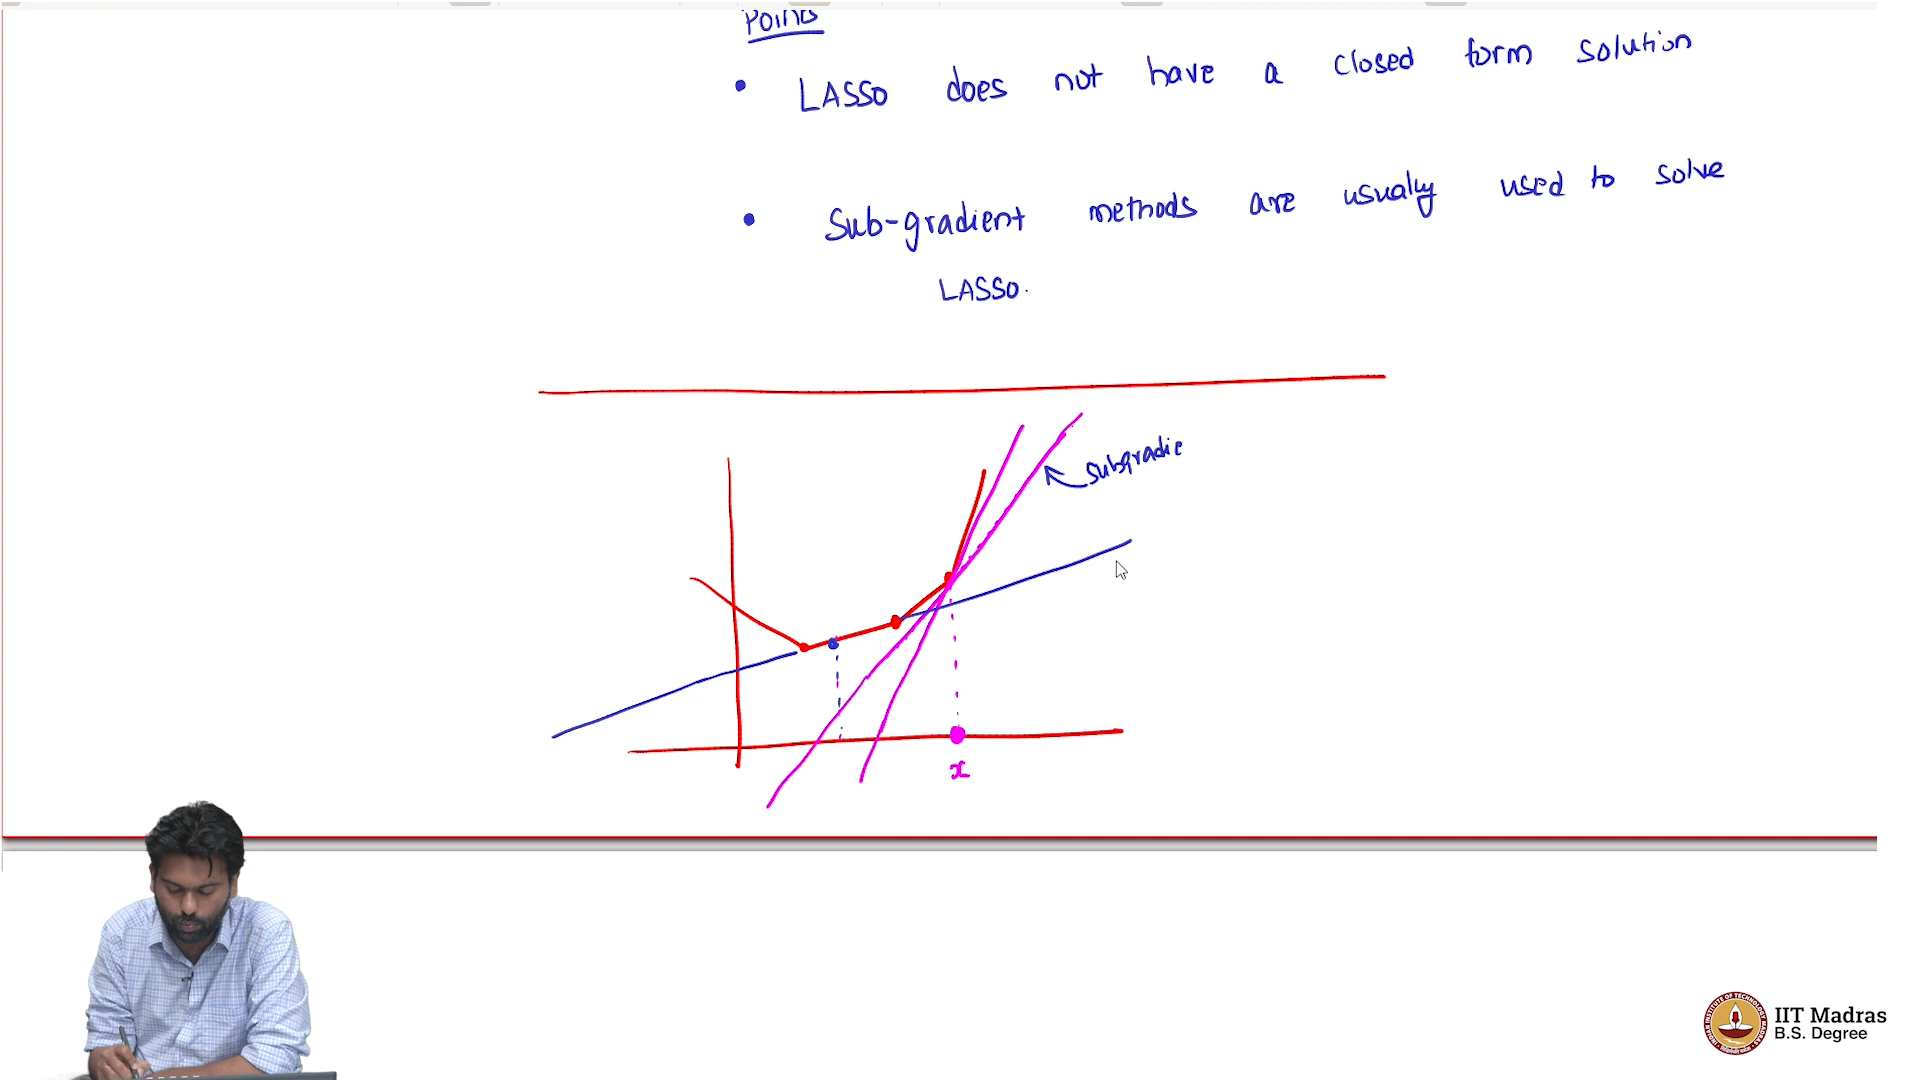 Points
• LASSO does not have a closed form solution
• Sub-gradient methods are usually used to solve
LASSO.
subgradie
x
IIT Madras
B.S. Degree